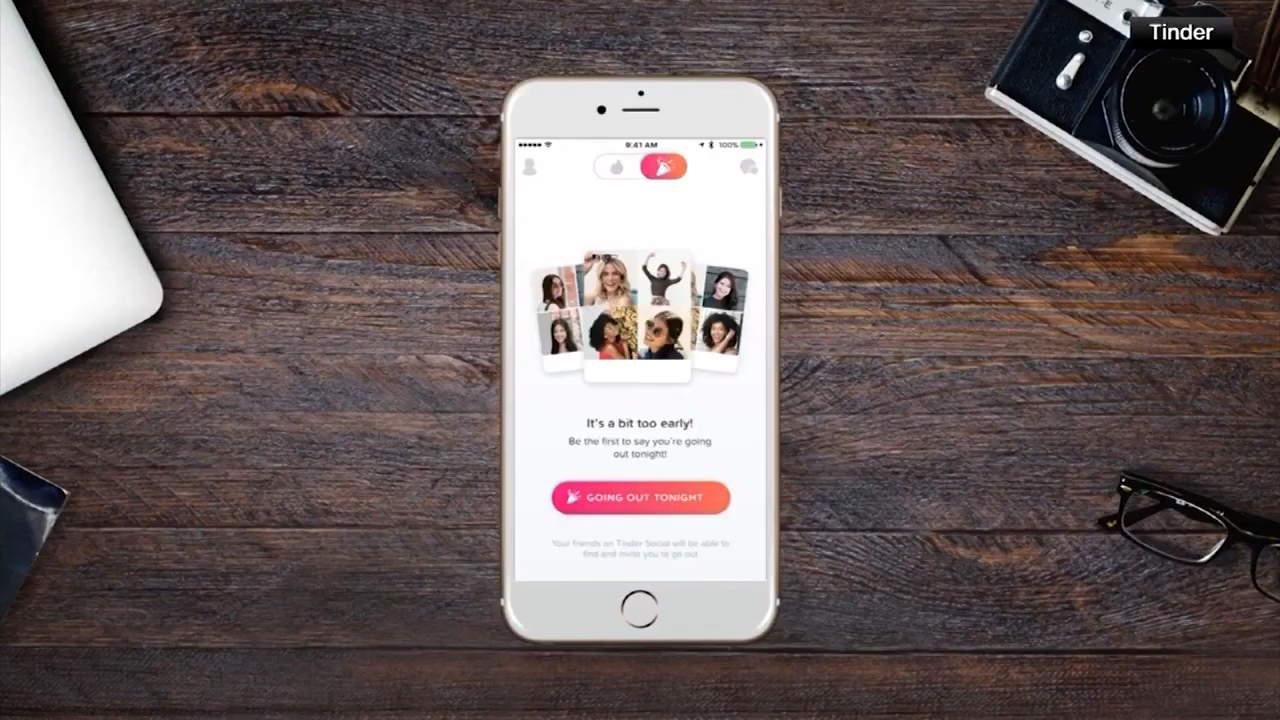 Tinder
9:41 AM
100%
It's a bit too early!
Be the first to say you're going
out tonight!
GOING OUT TONIGHT
Your friends on Tinder Social will be able to
find and invite you to go out